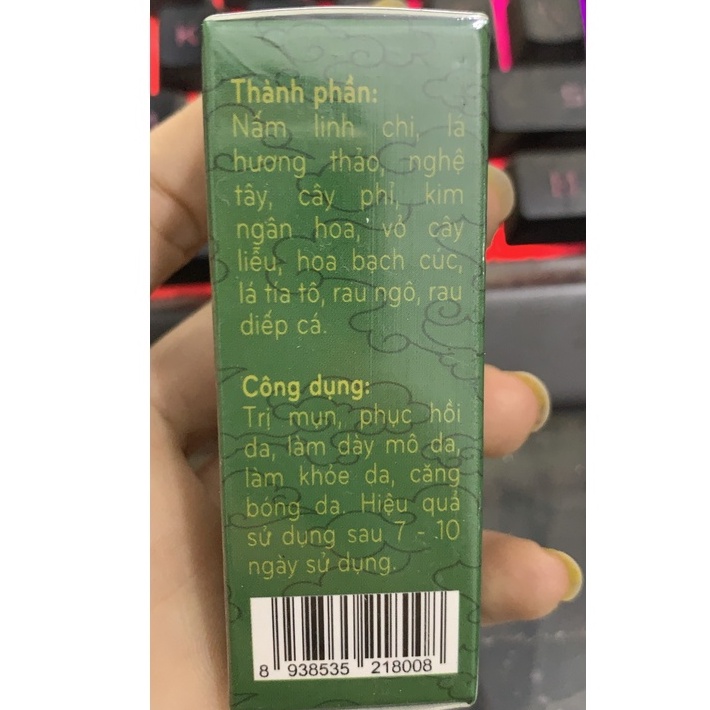 Thành phần:
Nấm linh chi, lá
hương thảo, nghệ
tây, cây phỉ, kim
ngân hoa, vỏ cây
liễu, hoa bạch cúc,
lá tía tô, rau ngô, rau
diếp cá.
Công dụng:
Trị mụn, phục hồi
da, làm dày mô da,
làm khỏe da, căng
bóng da. Hiệu quả
sử dụng sau 7 - 10
ngày sử dụng.
8 938535 218008